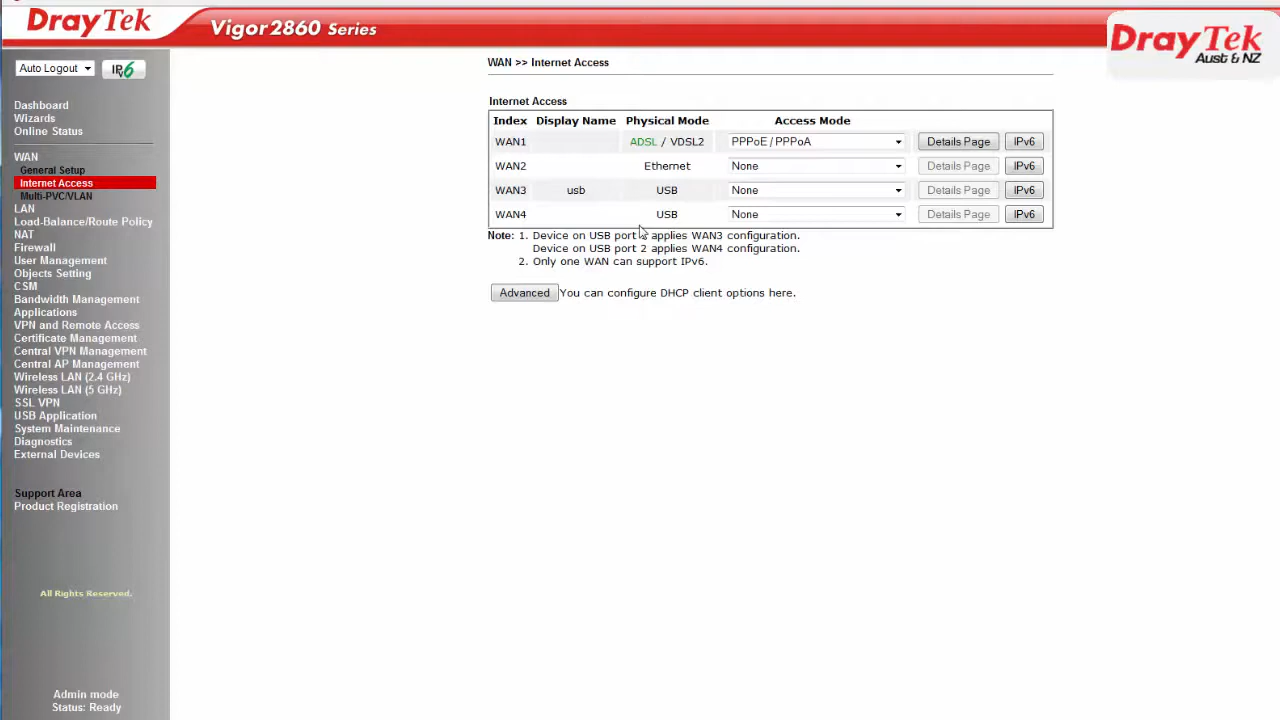 DrayTek
Vigor2860 Series
DrayTek
Aust & NZ
Auto Logout
IPv6
Dashboard
Wizards
Online Status
WAN
General Setup
Internet Access
Multi-PVC/VLAN
LAN
Load-Balance/Route Policy
NAT
Firewall
User Management
Objects Setting
CSM
Bandwidth Management
Applications
VPN and Remote Access
Certificate Management
Central VPN Management
Central AP Management
Wireless LAN (2.4 GHz)
Wireless LAN (5 GHz)
SSL VPN
USB Application
System Maintenance
Diagnostics
External Devices
Support Area
Product Registration
All Rights Reserved.
Admin mode
Status: Ready
WAN >> Internet Access
Internet Access
Index Display Name Physical Mode Access Mode
WAN1 ADSL / VDSL2 PPPoE / PPPoA Details Page IPv6
WAN2 Ethernet None Details Page IPv6
WAN3 usb USB None Details Page IPv6
WAN4 USB None Details Page IPv6
Note: 1. Device on USB port applies WAN3 configuration.
Device on USB port 2 applies WAN4 configuration.
2. Only one WAN can support IPv6.
Advanced You can configure DHCP client options here.